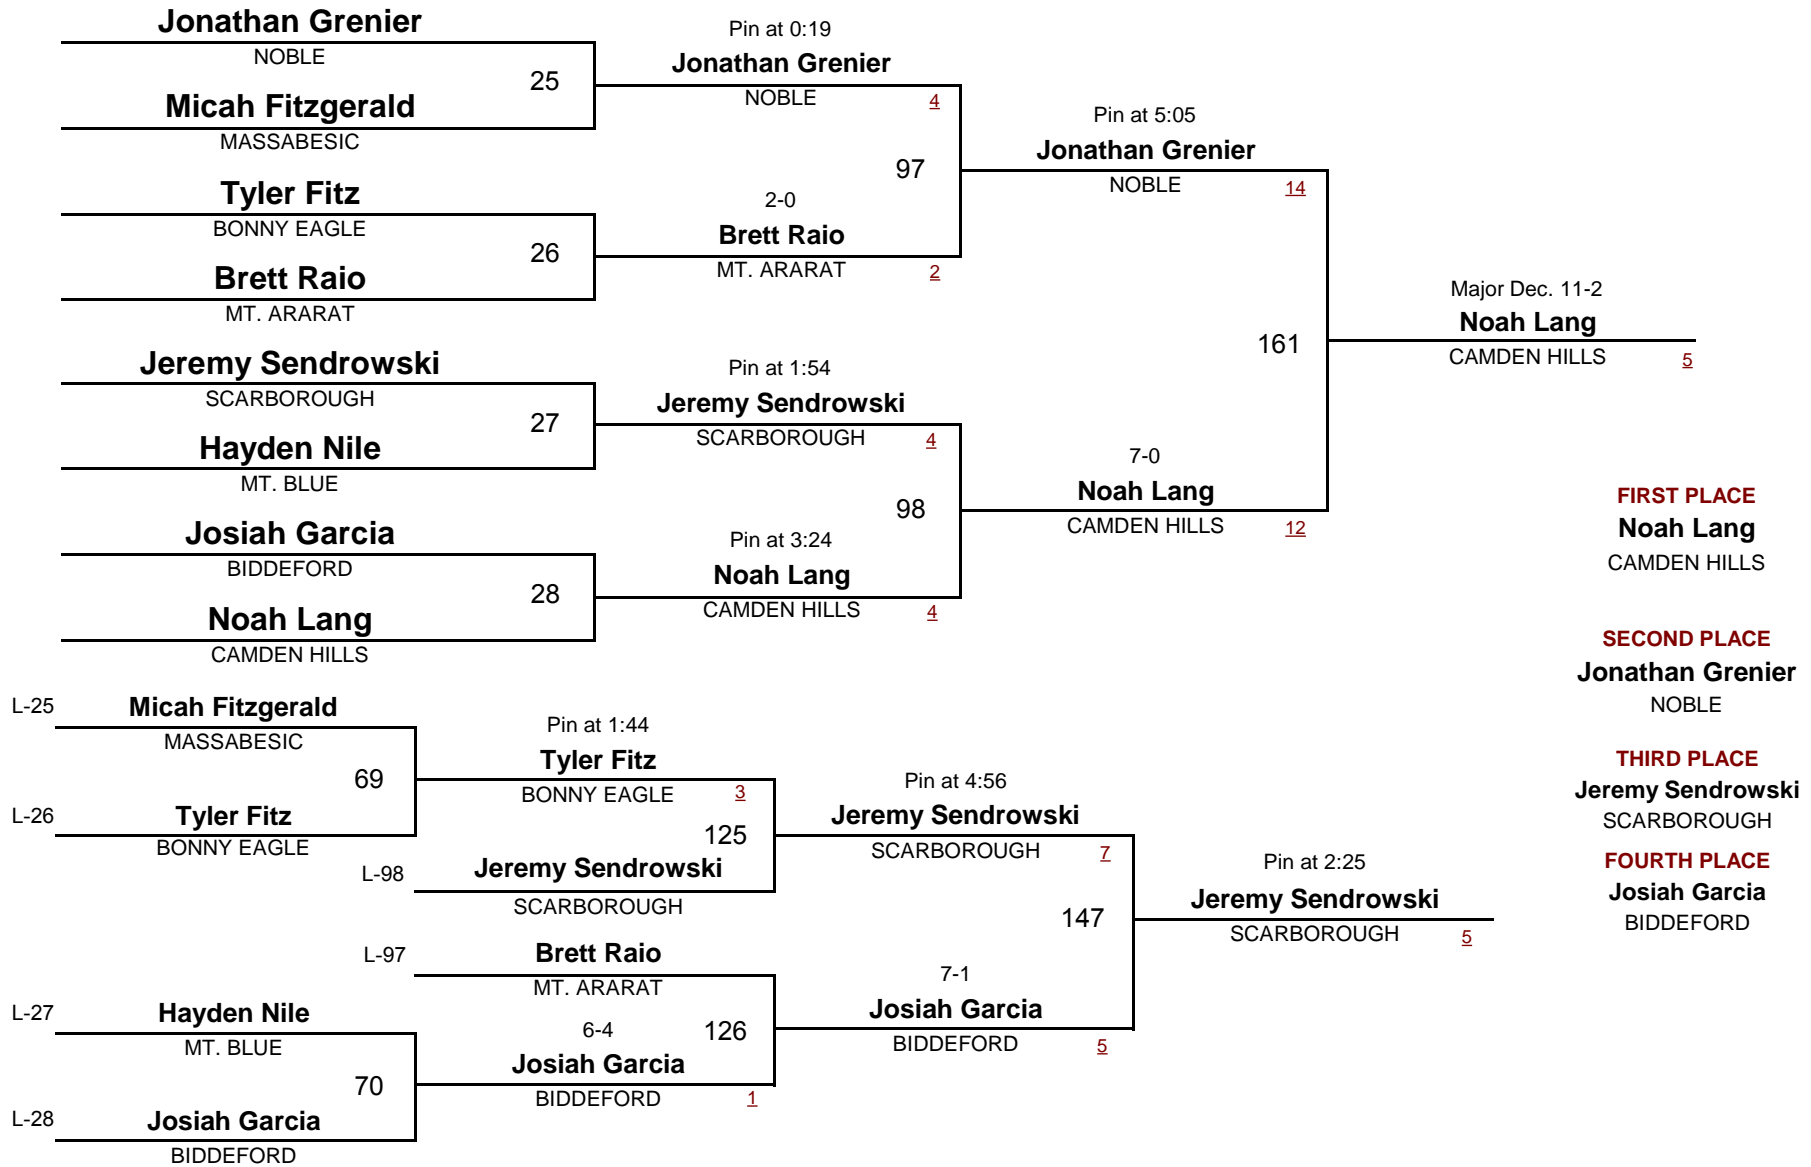 Jonathan Grenier
NOBLE
25
Micah Fitzgerald
MASSABESIC
Tyler Fitz
BONNY EAGLE
26
Brett Raio
MT. ARARAT
Jeremy Sendrowski
SCARBOROUGH
27
Hayden Nile
MT. BLUE
Josiah Garcia
BIDDEFORD
28
Noah Lang
CAMDEN HILLS
Pin at 0:19
Jonathan Grenier
NOBLE 4
97
2-0
Brett Raio
MT. ARARAT 2
Pin at 1:54
Jeremy Sendrowski
SCARBOROUGH 4
98
Pin at 3:24
Noah Lang
CAMDEN HILLS 4
Pin at 5:05
Jonathan Grenier
NOBLE 14
161
7-0
Noah Lang
CAMDEN HILLS 12
Major Dec. 11-2
Noah Lang
CAMDEN HILLS 5
FIRST PLACE
Noah Lang
CAMDEN HILLS
SECOND PLACE
Jonathan Grenier
NOBLE
THIRD PLACE
Jeremy Sendrowski
SCARBOROUGH
FOURTH PLACE
Josiah Garcia
BIDDEFORD
L-25 Micah Fitzgerald
MASSABESIC
69
L-26 Tyler Fitz
BONNY EAGLE
Pin at 1:44
Tyler Fitz
BONNY EAGLE 3
125
L-98 Jeremy Sendrowski
SCARBOROUGH
L-97 Brett Raio
MT. ARARAT
L-27 Hayden Nile
MT. BLUE
70
L-28 Josiah Garcia
BIDDEFORD
6-4 126
Josiah Garcia
BIDDEFORD 1
Pin at 4:56
Jeremy Sendrowski
SCARBOROUGH 7
147
7-1
Josiah Garcia
BIDDEFORD 5
Pin at 2:25
Jeremy Sendrowski
SCARBOROUGH 5